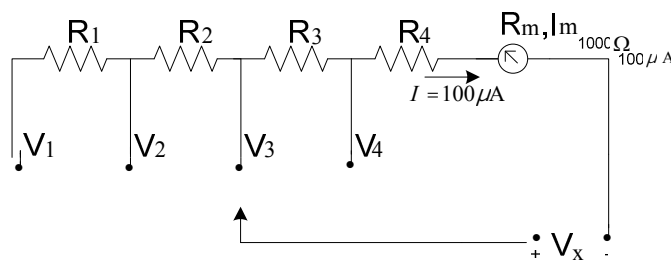 R1 R2 R3 R4 Rm,Im
1000Ω
100μA
I = 100μA
V1 V2 V3 V4
+ Vx -